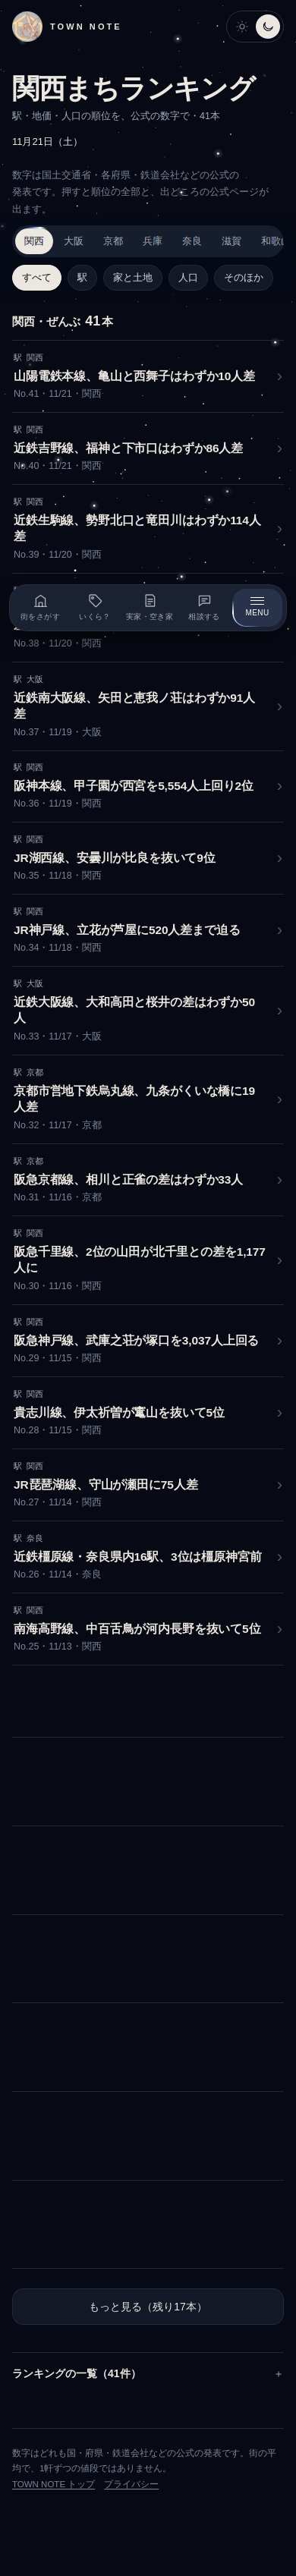 TOWN NOTE
関西まちランキング
駅・地価・人口の順位を、公式の数字で・41本
11月21日（土）
数字は国土交通省・各府県・鉄道会社などの公式の
発表です。押すと順位の全部と、出どころの公式ページが
出ます。
関西 大阪 京都 兵庫 奈良 滋賀
すべて 駅 家と土地 人口 そのほか
関西・ぜんぶ 41本
駅 関西
山陽電鉄本線、亀山と西舞子はわずか10人差
No.41・11/21・関西
駅 関西
近鉄吉野線、福神と下市口はわずか86人差
No.40・11/21・関西
駅 関西
近鉄生駒線、勢野北口と竜田川はわずか114人
差
No.39・11/20・関西
街をさがす いくら？ 実家・空き家 相談する MENU
No.38・11/20・関西
駅 大阪
近鉄南大阪線、矢田と恵我ノ荘はわずか91人
差
No.37・11/19・大阪
駅 関西
阪神本線、甲子園が西宮を5,554人上回り2位
No.36・11/19・関西
駅 関西
JR湖西線、安曇川が比良を抜いて9位
No.35・11/18・関西
駅 関西
JR神戸線、立花が芦屋に520人差まで迫る
No.34・11/18・関西
駅 大阪
近鉄大阪線、大和高田と桜井の差はわずか50
人
No.33・11/17・大阪
駅 京都
京都市営地下鉄烏丸線、九条がくいな橋に19
人差
No.32・11/17・京都
駅 京都
阪急京都線、相川と正雀の差はわずか33人
No.31・11/16・京都
駅 関西
阪急千里線、2位の山田が北千里との差を1,177
人に
No.30・11/16・関西
駅 関西
阪急神戸線、武庫之荘が塚口を3,037人上回る
No.29・11/15・関西
駅 関西
貴志川線、伊太祈曽が竈山を抜いて5位
No.28・11/15・関西
駅 関西
JR琵琶湖線、守山が瀬田に75人差
No.27・11/14・関西
駅 奈良
近鉄橿原線・奈良県内16駅、3位は橿原神宮前
No.26・11/14・奈良
駅 関西
南海高野線、中百舌鳥が河内長野を抜いて5位
No.25・11/13・関西
もっと見る（残り17本）
ランキングの一覧（41件） +
数字はどれも国・府県・鉄道会社などの公式の発表です。街の平
均で、1軒ずつの値段ではありません。
TOWN NOTE トップ プライバシー